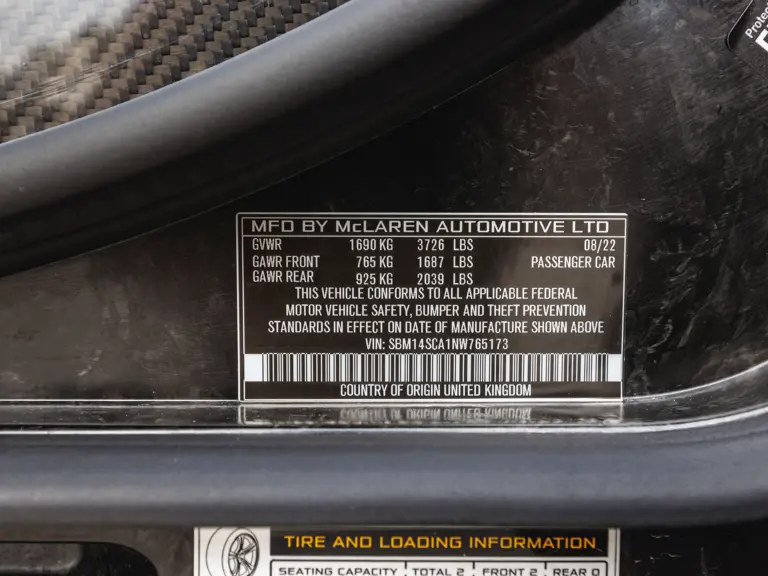 Protec
MFD BY McLAREN AUTOMOTIVE LTD
GVWR 1690 KG 3726 LBS 08/22
GAWR FRONT 765 KG 1687 LBS PASSENGER CAR
GAWR REAR 925 KG 2039 LBS
THIS VEHICLE CONFORMS TO ALL APPLICABLE FEDERAL
MOTOR VEHICLE SAFETY, BUMPER AND THEFT PREVENTION
STANDARDS IN EFFECT ON DATE OF MANUFACTURE SHOWN ABOVE
VIN: SBM14SCA1NW765173
COUNTRY OF ORIGIN UNITED KINGDOM
TIRE AND LOADING INFORMATION
SEATING CAPACITY TOTAL 2 FRONT 2 REAR 0